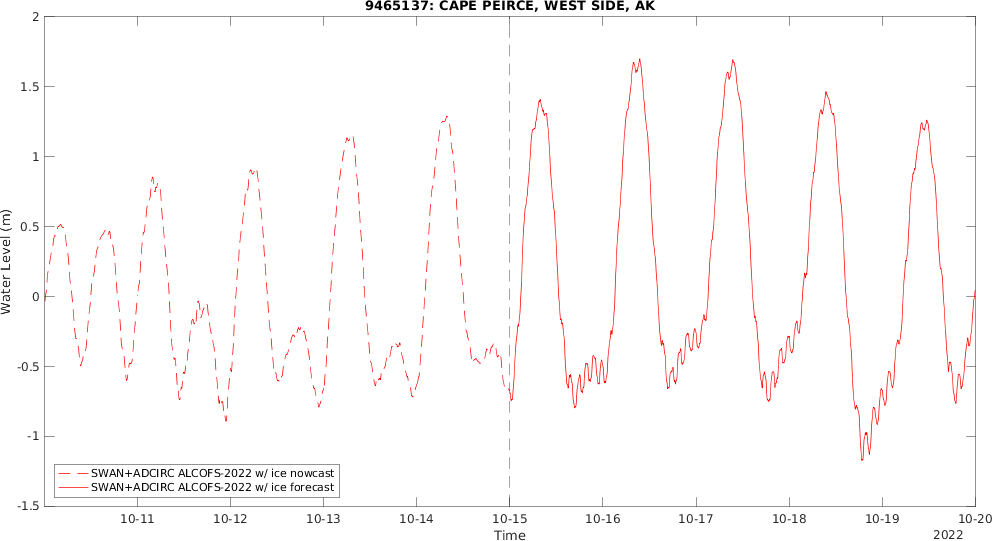 9465137: CAPE PEIRCE, WEST SIDE, AK
2
1.5
1
0.5
0
-0.5
-1
-1.5
Water Level (m)
SWAN+ADCIRC ALCOFS-2022 w/ ice nowcast
SWAN+ADCIRC ALCOFS-2022 w/ ice forecast
10-11 10-12 10-13 10-14 10-15 10-16 10-17 10-18 10-19 10-20
Time
2022